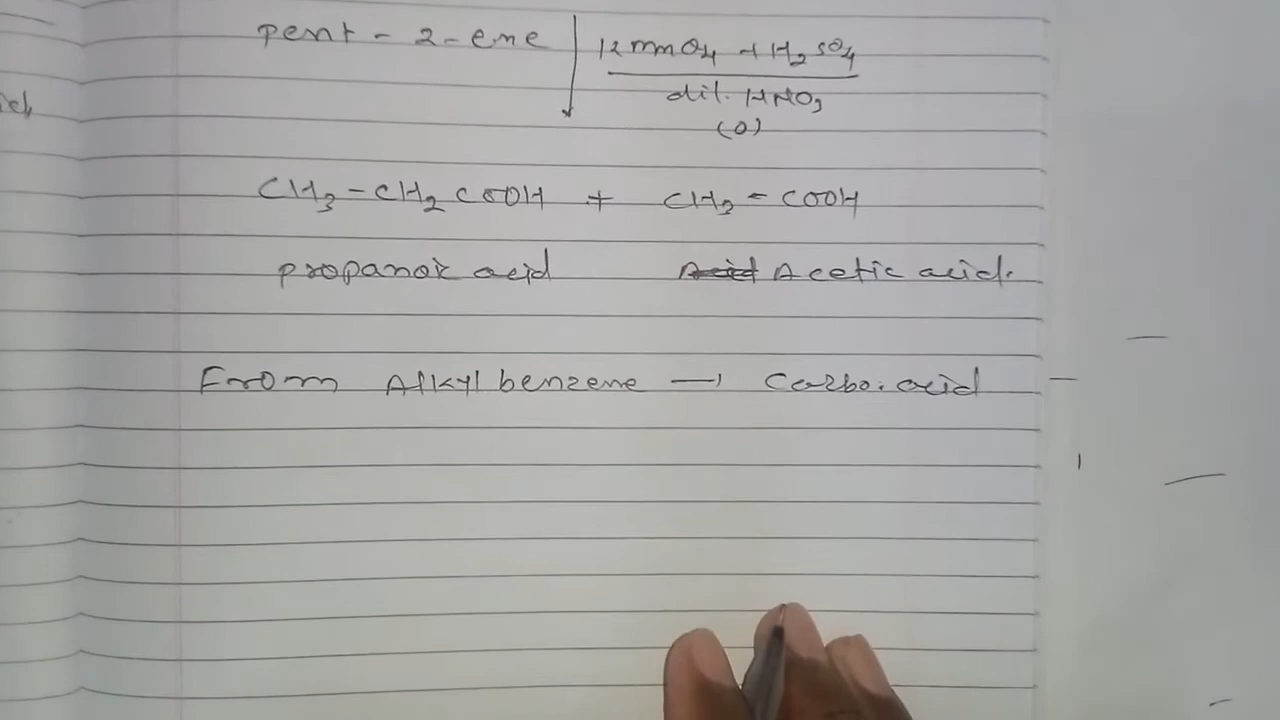 pent - 2 - ene KMnO4 + H2SO4
dil. HNO3
(O)
CH3 - CH2 COOH + CH3 - COOH
propanoic acid Acetic acid.
From Alkyl benzene → Carbo. acid